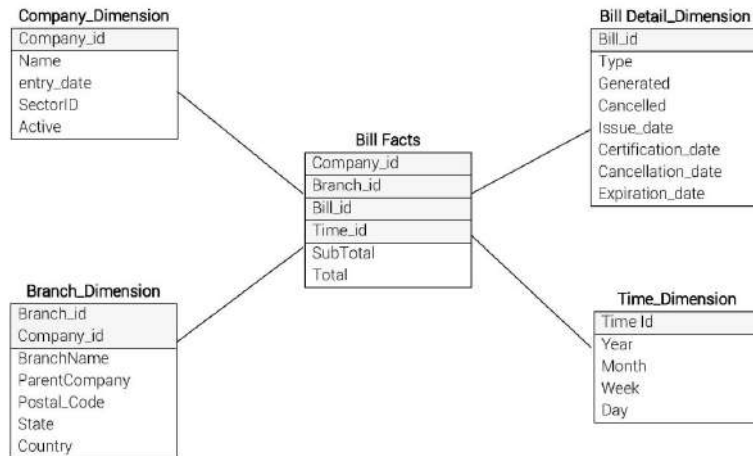 Company_Dimension
Company_id
Name
entry_date
SectorID
Active
Bill Detail_Dimension
Bill_id
Type
Generated
Cancelled
Issue_date
Certification_date
Cancellation_date
Expiration_date
Bill Facts
Company_id
Branch_id
Bill_id
Time_id
SubTotal
Total
Branch_Dimension
Branch_id
Company_id
BranchName
ParentCompany
Postal_Code
State
Country
Time_Dimension
Time Id
Year
Month
Week
Day